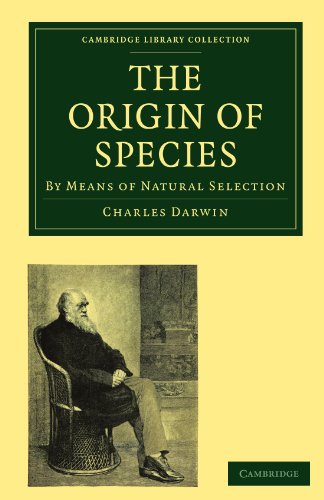 CAMBRIDGE LIBRARY COLLECTION
THE
ORIGIN OF
SPECIES
BY MEANS OF NATURAL SELECTION
CHARLES DARWIN
CAMBRIDGE